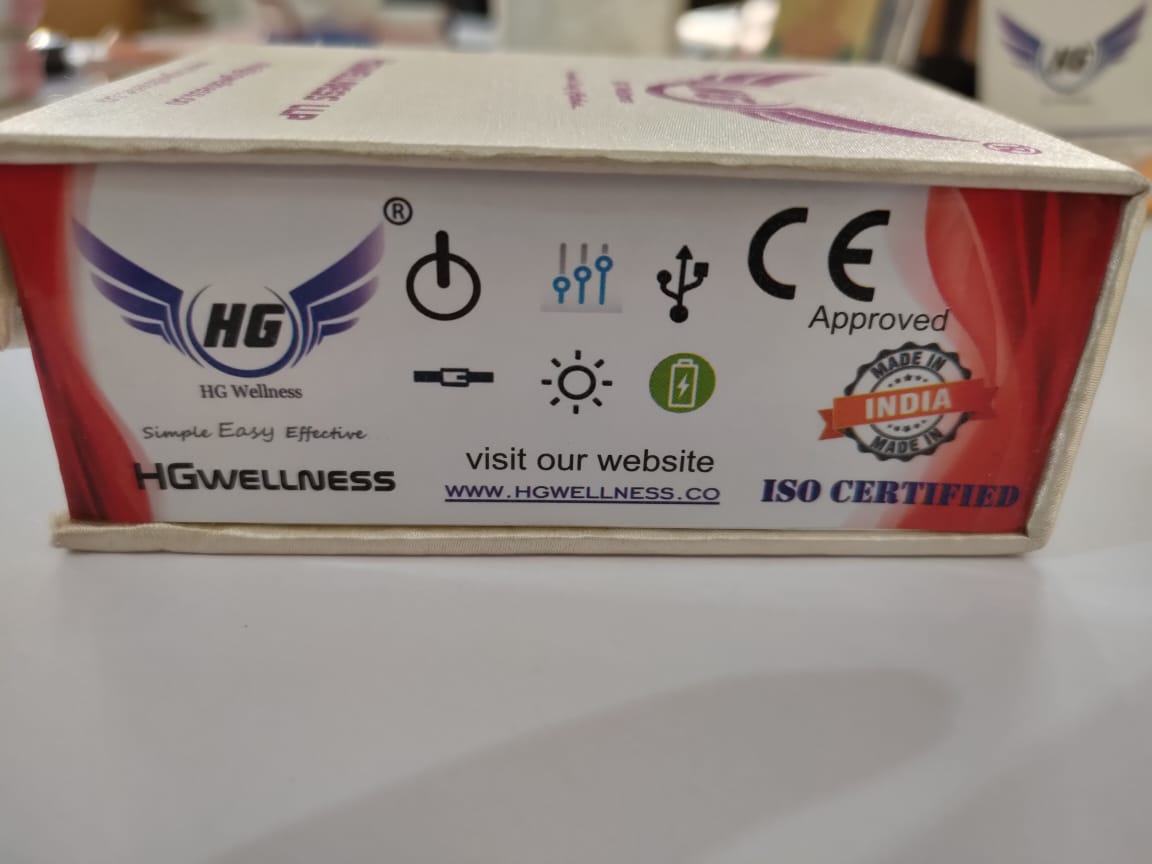 HG
®
HG
HG Wellness
Simple Easy Effective
HGWELLNESS
CE
Approved
MADE IN
INDIA
MADE IN
visit our website
WWW.HGWELLNESS.CO
ISO CERTIFIED